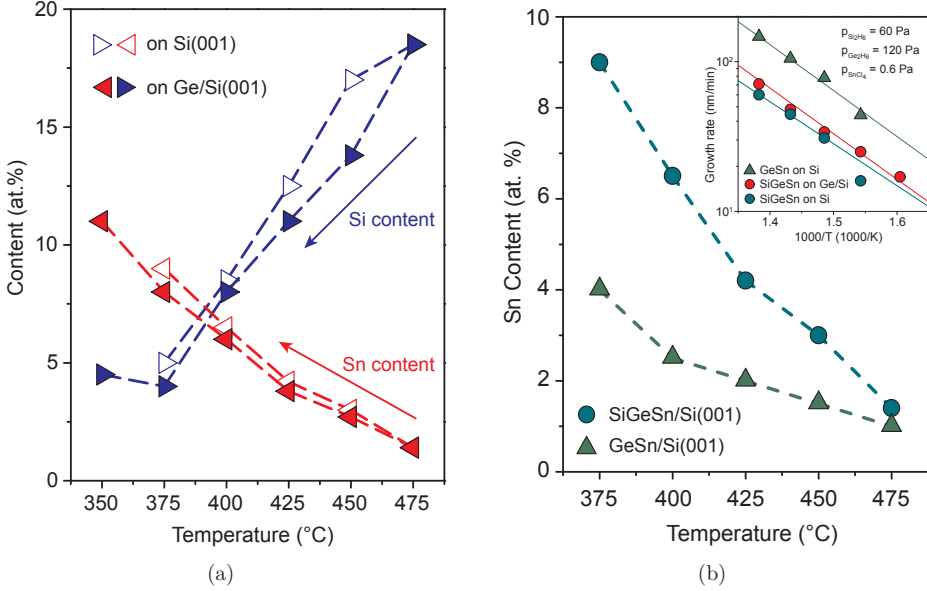 20
15
10
5
0
Content (at. %)
on Si(001)
on Ge/Si(001)
Si content
Sn content
350 375 400 425 450 475
Temperature (°C)
(a)
10
8
6
4
2
0
Sn Content (at. %)
SiGeSn/Si(001)
GeSn/Si(001)
375 400 425 450 475
Temperature (°C)
(b)
Growth rate (nm/min)
10²
10¹
pSi₂H₆ = 60 Pa
pGe₂H₆ = 120 Pa
pSnCl₄ = 0.6 Pa
GeSn on Si
SiGeSn on Ge/Si
SiGeSn on Si
1.4 1.5 1.6
1000/T (1000/K)